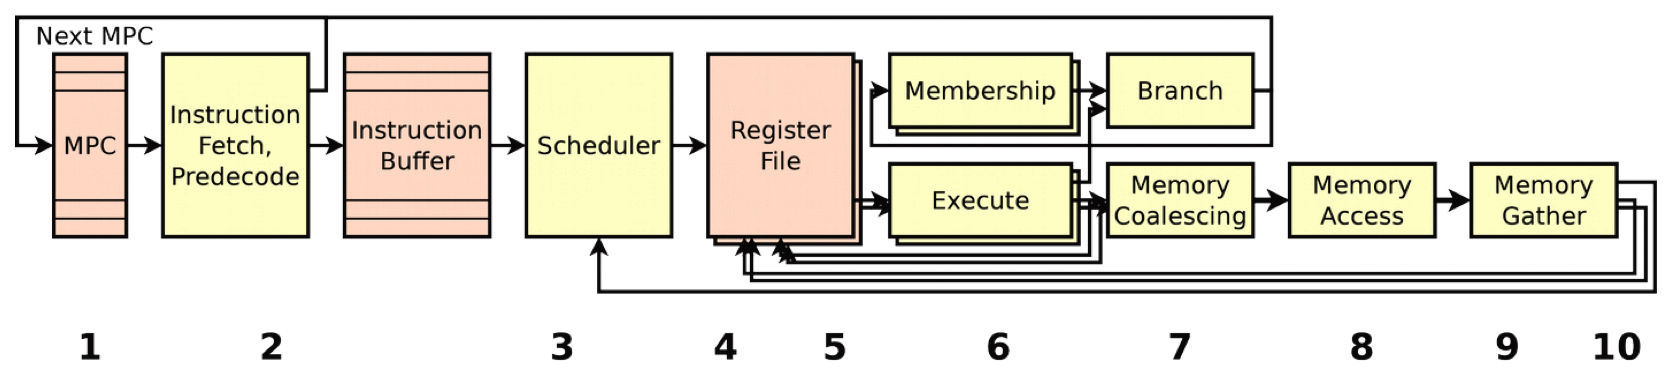 Next MPC
MPC
Instruction
Fetch,
Predecode
Instruction
Buffer
Scheduler
Register
File
Membership
Branch
Execute
Memory
Coalescing
Memory
Access
Memory
Gather
1 2 3 4 5 6 7 8 9 10